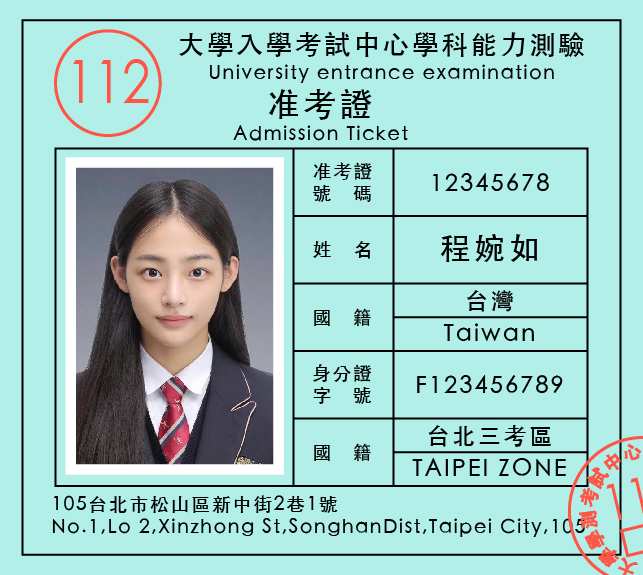 112
大學入學考試中心學科能力測驗
University entrance examination
准考證
Admission Ticket
准考證
號 碼
12345678
姓 名
程婉如
國 籍
台灣
Taiwan
身分證
字 號
F123456789
國 籍
台北三考區
TAIPEI ZONE
105台北市松山區新中街2巷1號
No.1,Lo 2,Xinzhong St,SonghanDist,Taipei City,105
學測考試中心
11